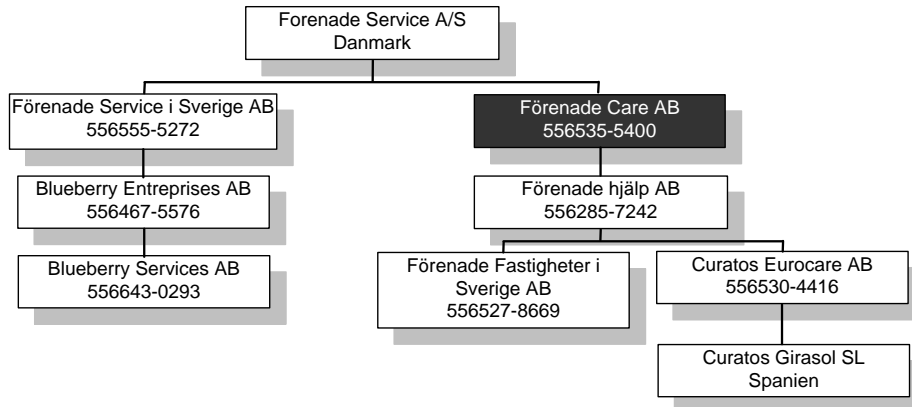 Forenade Service A/S
Danmark
Förenade Service i Sverige AB
556555-5272
Förenade Care AB
556535-5400
Blueberry Entreprises AB
556467-5576
Förenade hjälp AB
556285-7242
Blueberry Services AB
556643-0293
Förenade Fastigheter i
Sverige AB
556527-8669
Curatos Eurocare AB
556530-4416
Curatos Girasol SL
Spanien